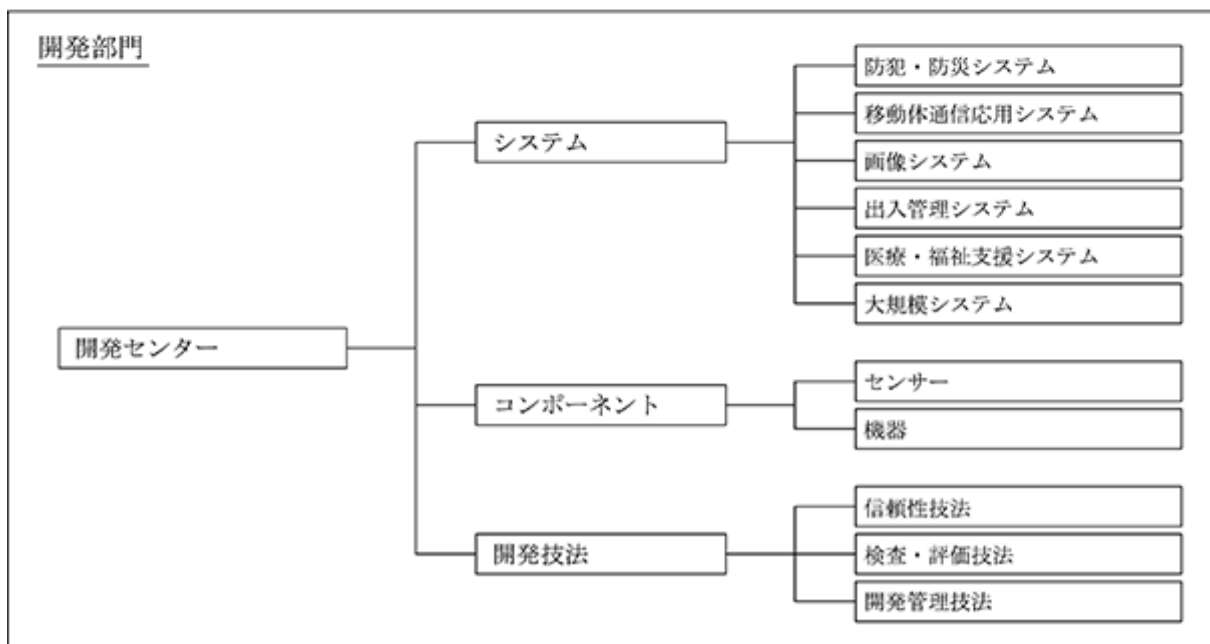 開発部門
開発センター
システム
防犯・防災システム
移動体通信応用システム
画像システム
出入管理システム
医療・福祉支援システム
大規模システム
コンポーネント
センサー
機器
開発技法
信頼性技法
検査・評価技法
開発管理技法